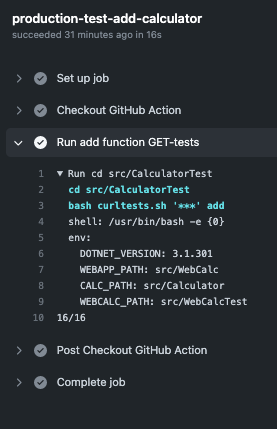 production-test-add-calculator
succeeded 31 minutes ago in 16s
Set up job
Checkout GitHub Action
Run add function GET-tests
1 ▼ Run cd src/CalculatorTest
2 cd src/CalculatorTest
3 bash curltests.sh '***' add
4 shell: /usr/bin/bash -e {0}
5 env:
6 DOTNET_VERSION: 3.1.301
7 WEBAPP_PATH: src/WebCalc
8 CALC_PATH: src/Calculator
9 WEBCALC_PATH: src/WebCalcTest
10 16/16
Post Checkout GitHub Action
Complete job